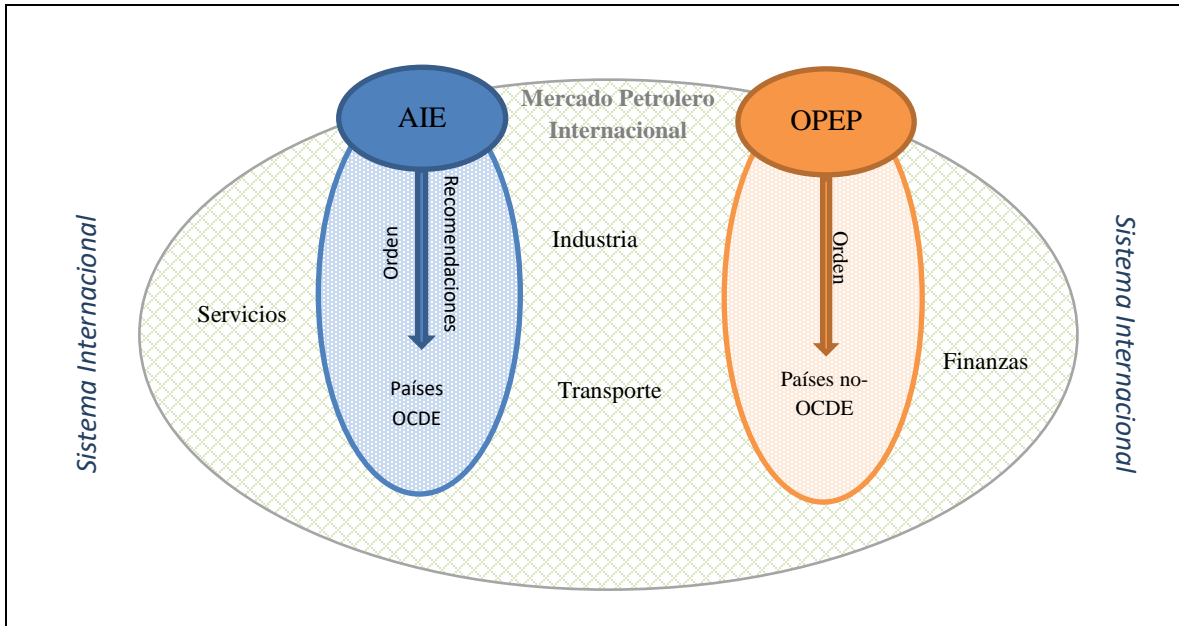 AIE
Mercado Petrolero
Internacional
OPEP
Sistema Internacional
Servicios
Orden
Recomendaciones
Países
OCDE
Industria
Transporte
Orden
Países no-
OCDE
Finanzas
Sistema Internacional